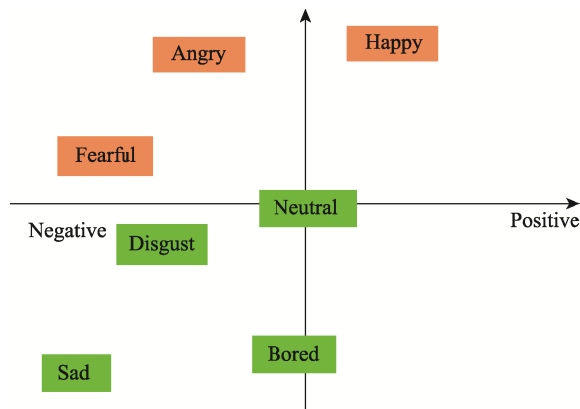 Happy
Angry
Fearful
Neutral
Positive
Negative
Disgust
Bored
Sad